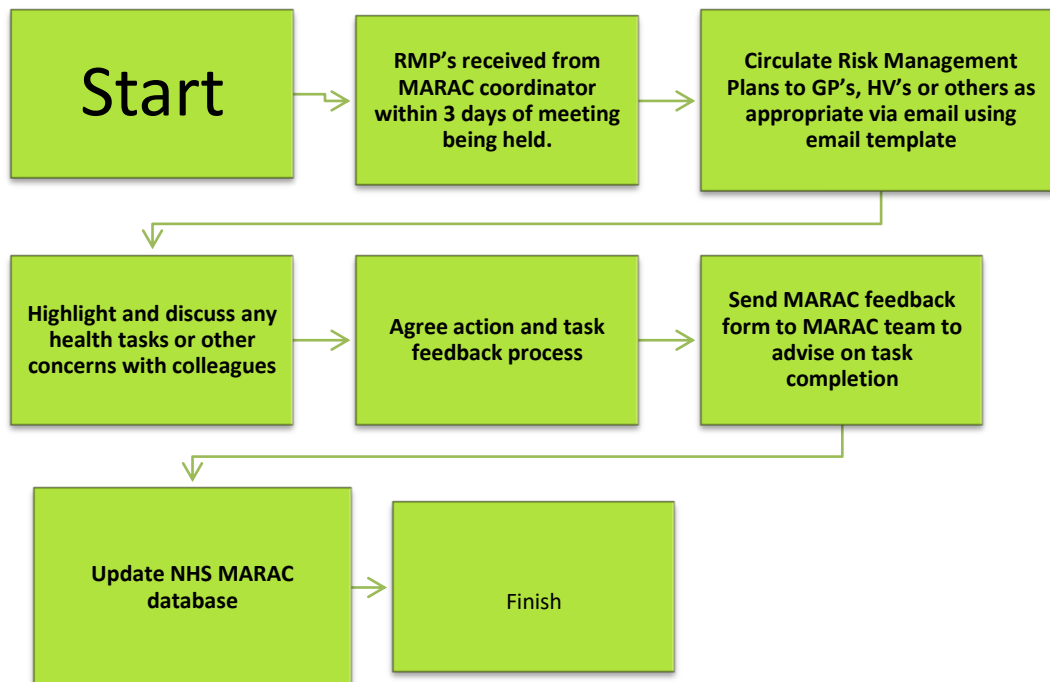 Start
RMP’s received from
MARAC coordinator
within 3 days of meeting
being held.
Circulate Risk Management
Plans to GP’s, HV’s or others as
appropriate via email using
email template
Highlight and discuss any
health tasks or other
concerns with colleagues
Agree action and task
feedback process
Send MARAC feedback
form to MARAC team to
advise on task
completion
Update NHS MARAC
database
Finish